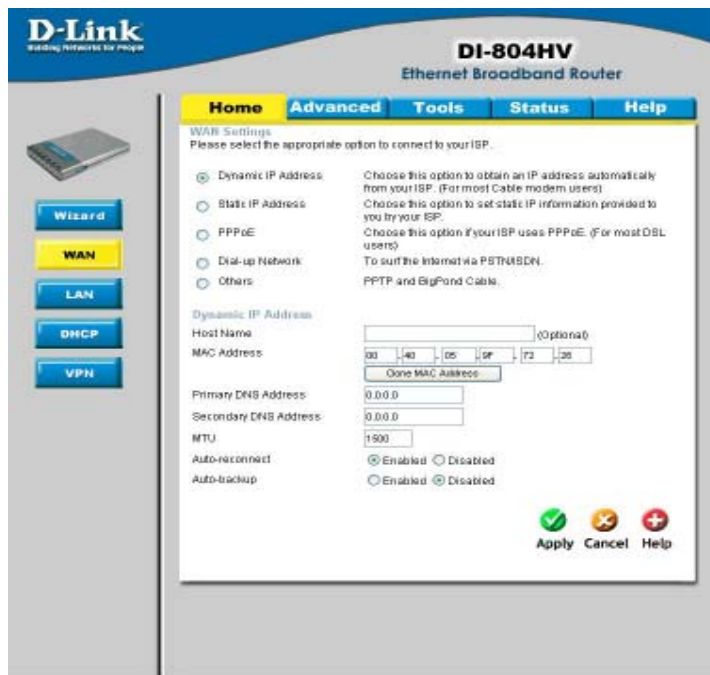 D-Link
Building Networks for People
DI-804HV
Ethernet Broadband Router
Home Advanced Tools Status Help
WAN Settings
Please select the appropriate option to connect to your ISP.
Dynamic IP Address Choose this option to obtain an IP address automatically
from your ISP. (For most Cable modem users)
Static IP Address Choose this option to set static IP information provided to
you by your ISP.
PPPoE Choose this option if your ISP uses PPPoE. (For most DSL
users)
Dial-up Network To surf the Internet via PSTN/ISDN.
Others PPTP and BigPond Cable.
Wizard
WAN
LAN
DHCP
VPN
Dynamic IP Address
Host Name (Optional)
MAC Address 00 - 40 - 05 - 9F - 72 - 26
Clone MAC Address
Primary DNS Address 0.0.0.0
Secondary DNS Address 0.0.0.0
MTU 1500
Auto-reconnect Enabled Disabled
Auto-backup Enabled Disabled
Apply Cancel Help